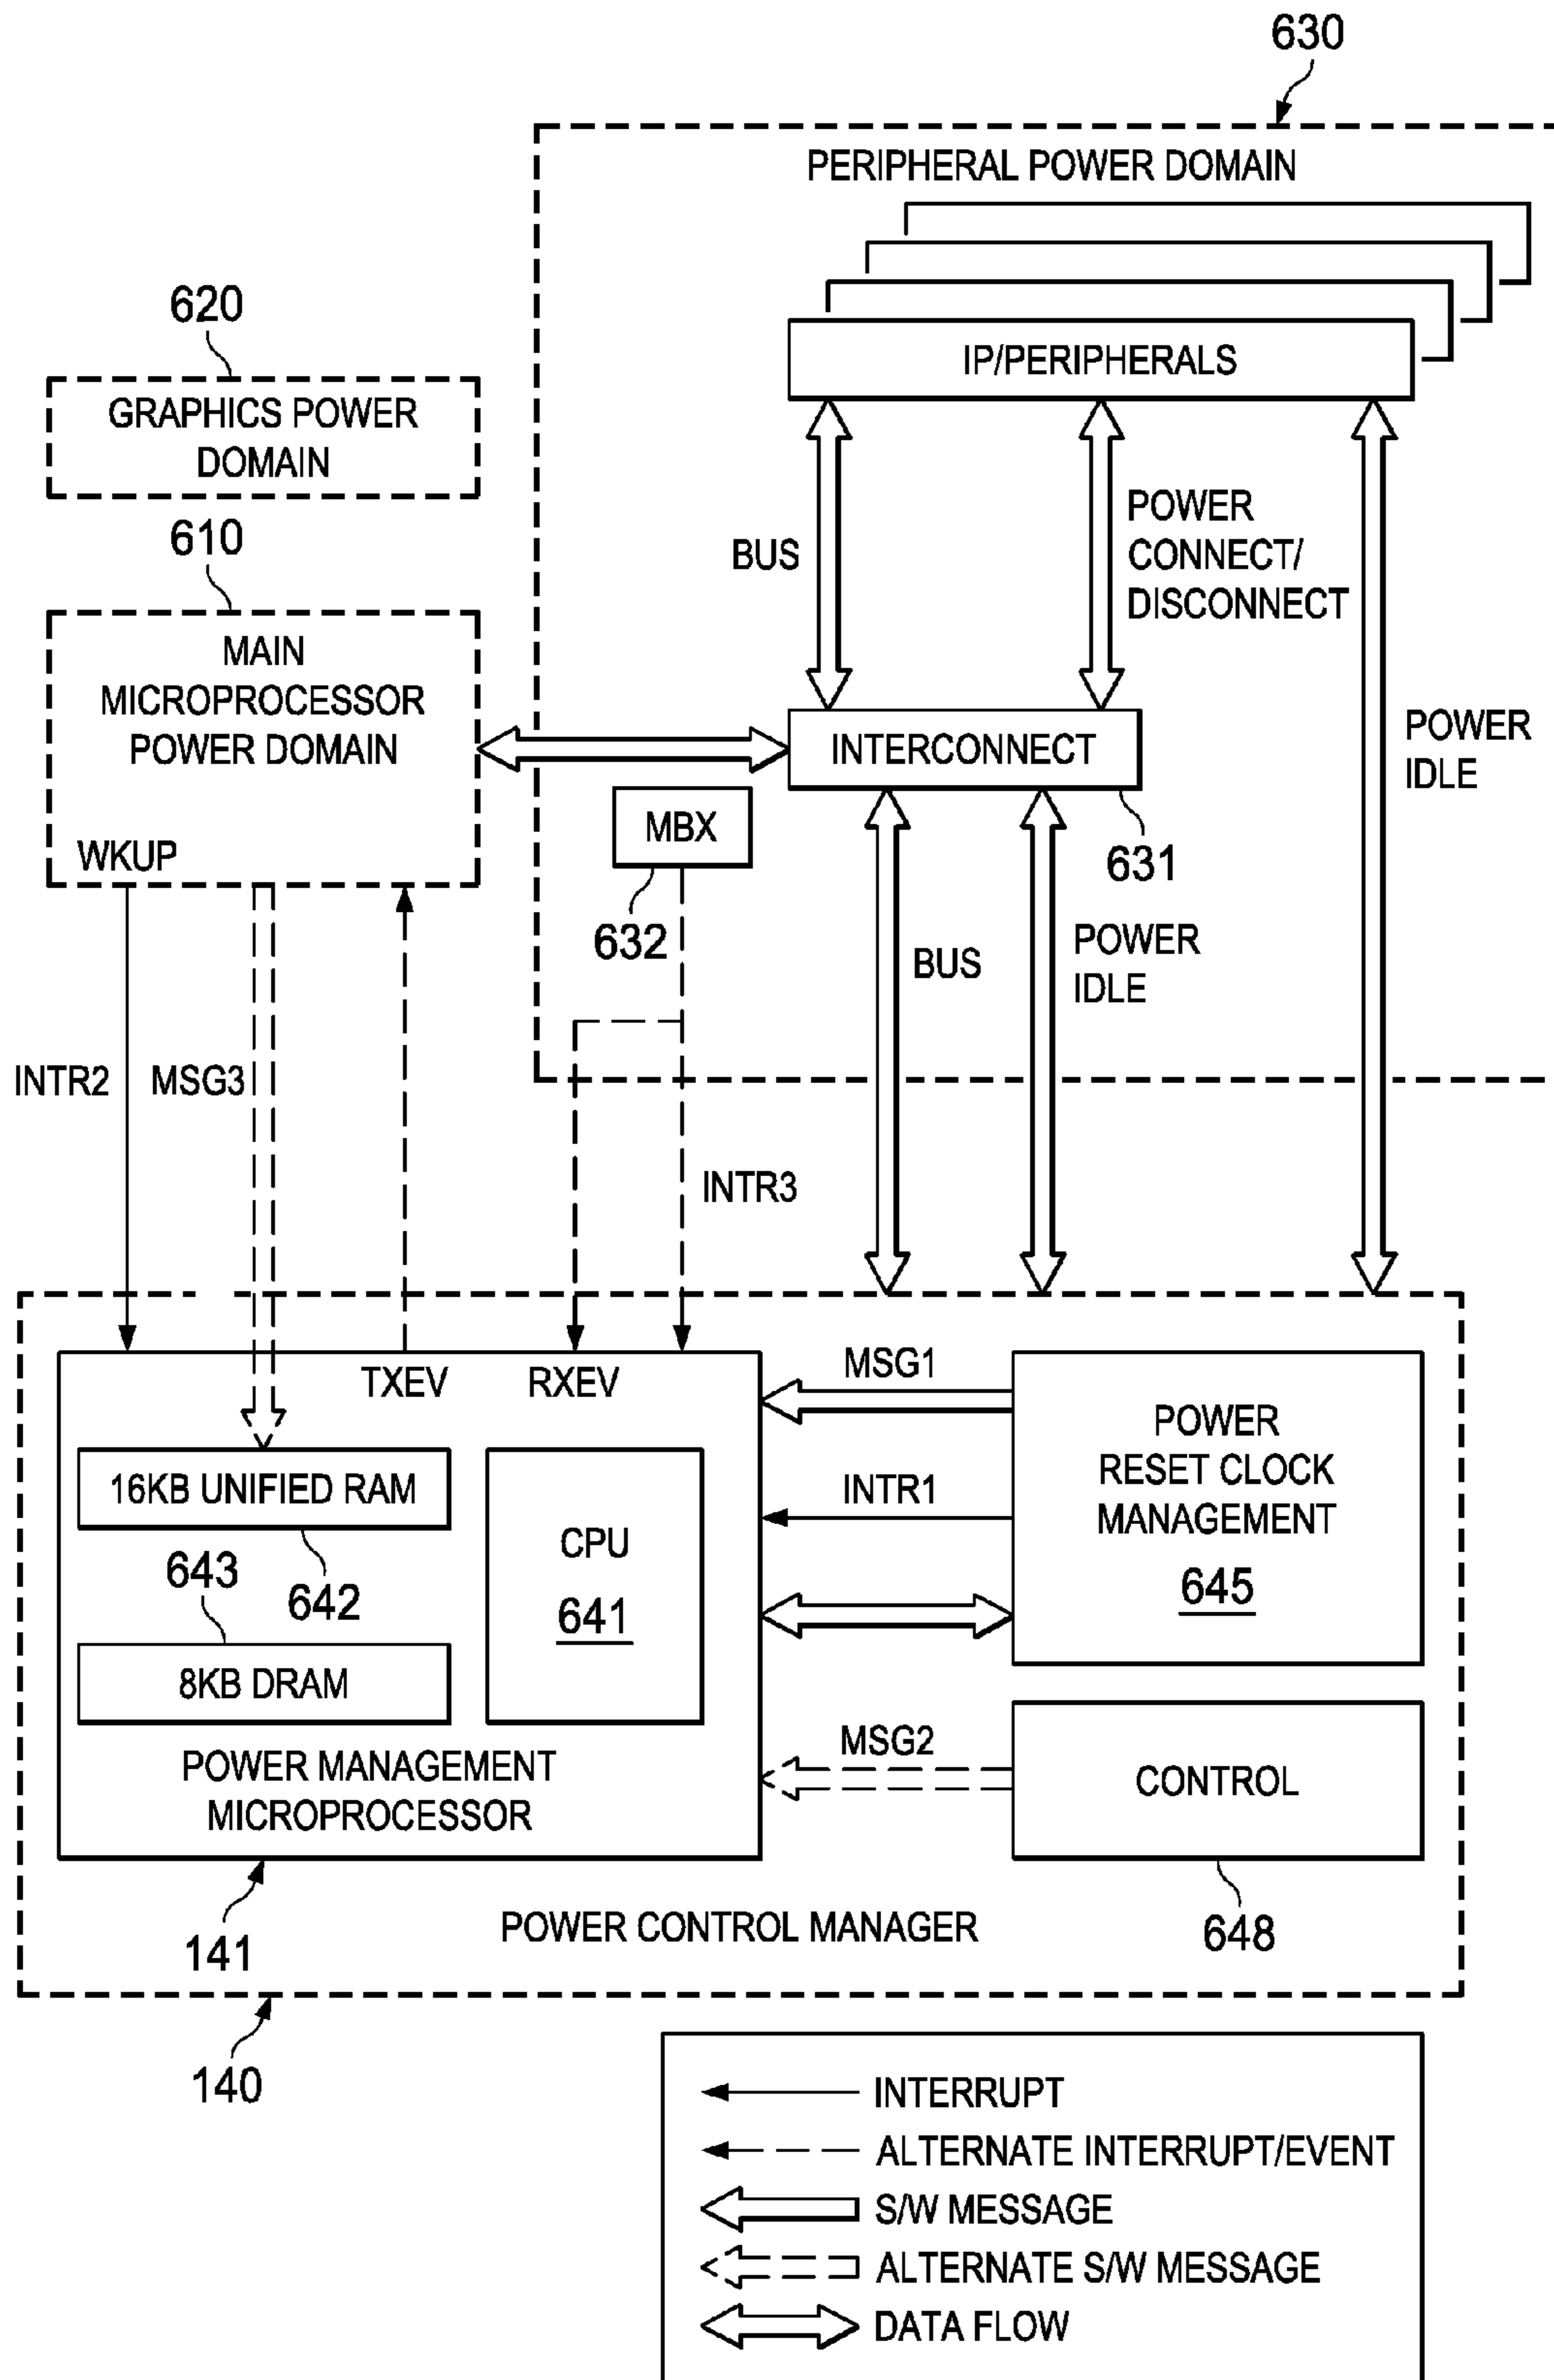 630
PERIPHERAL POWER DOMAIN
620
IP/PERIPHERALS
GRAPHICS POWER
DOMAIN
610
BUS
POWER
CONNECT/
DISCONNECT
MAIN
MICROPROCESSOR
POWER DOMAIN
WKUP
INTERCONNECT
POWER
IDLE
MBX
631
632
BUS
POWER
IDLE
INTR2
MSG3
INTR3
TXEV
RXEV
MSG1
POWER
RESET CLOCK
MANAGEMENT
645
16KB UNIFIED RAM
INTR1
CPU
641
643
642
8KB DRAM
MSG2
POWER MANAGEMENT
MICROPROCESSOR
CONTROL
141
POWER CONTROL MANAGER
648
140
INTERRUPT
ALTERNATE INTERRUPT/EVENT
S/W MESSAGE
ALTERNATE S/W MESSAGE
DATA FLOW